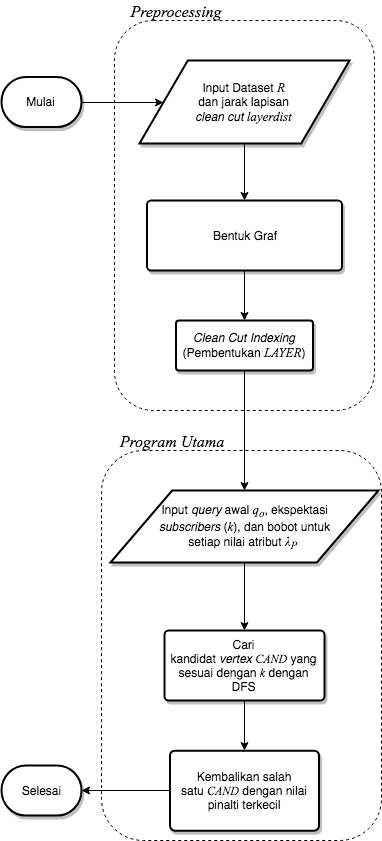 Preprocessing
Mulai
Input Dataset R
dan jarak lapisan
clean cut layerdist
Bentuk Graf
Clean Cut Indexing
(Pembentukan LAYER)
Program Utama
Input query awal qo, ekspektasi
subscribers (k), dan bobot untuk
setiap nilai atribut λP
Cari
kandidat vertex CAND yang
sesuai dengan k dengan
DFS
Kembalikan salah
satu CAND dengan nilai
pinalti terkecil
Selesai